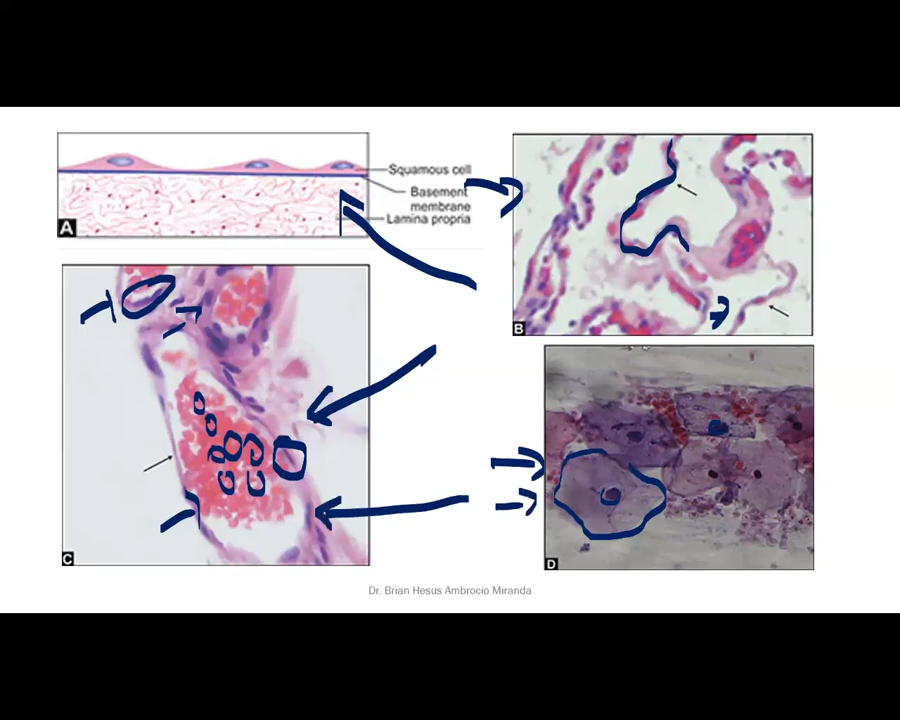 Squamous cell
Basement
membrane
Lamina propria
A
B
C
D
Dr. Brian Hesus Ambrocio Miranda